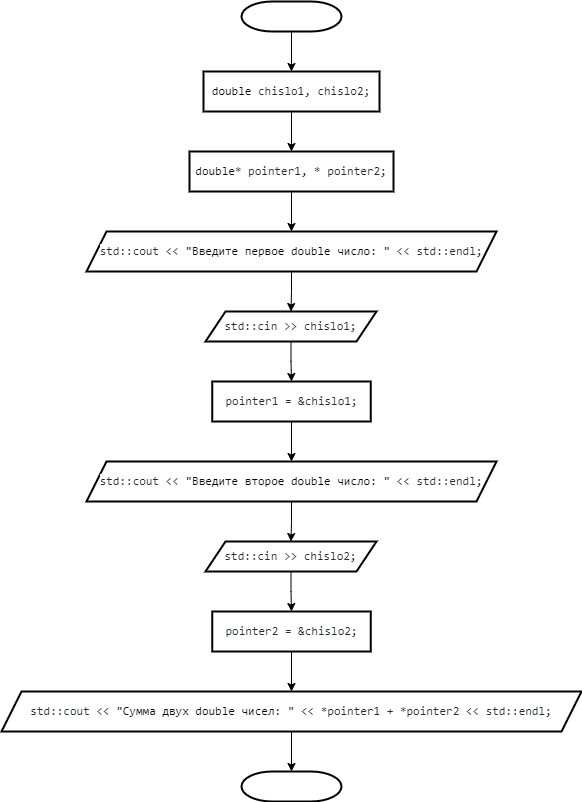 double chislo1, chislo2;
double* pointer1, * pointer2;
std::cout << "Введите первое double число: " << std::endl;
std::cin >> chislo1;
pointer1 = &chislo1;
std::cout << "Введите второе double число: " << std::endl;
std::cin >> chislo2;
pointer2 = &chislo2;
std::cout << "Сумма двух double чисел: " << *pointer1 + *pointer2 << std::endl;